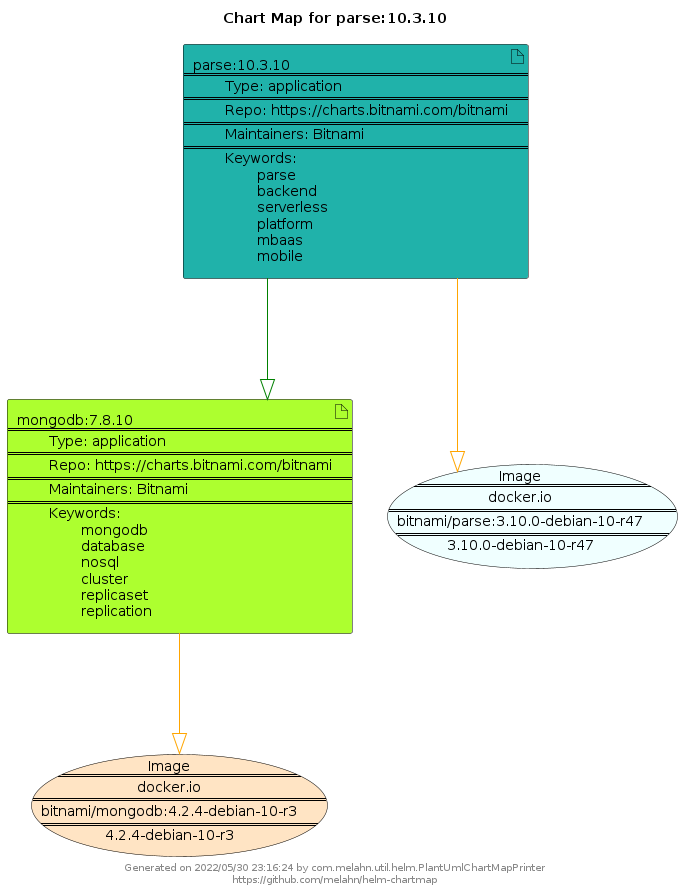 Chart Map for parse:10.3.10
parse:10.3.10
Type: application
Repo: https://charts.bitnami.com/bitnami
Maintainers: Bitnami
Keywords:
parse
backend
serverless
platform
mbaas
mobile
mongodb:7.8.10
Type: application
Repo: https://charts.bitnami.com/bitnami
Maintainers: Bitnami
Keywords:
mongodb
database
nosql
cluster
replicaset
replication
Image
docker.io
bitnami/parse:3.10.0-debian-10-r47
3.10.0-debian-10-r47
Image
docker.io
bitnami/mongodb:4.2.4-debian-10-r3
4.2.4-debian-10-r3
Generated on 2022/05/30 23:16:24 by com.melahn.util.helm.PlantUmlChartMapPrinter
https://github.com/melahn/helm-chartmap